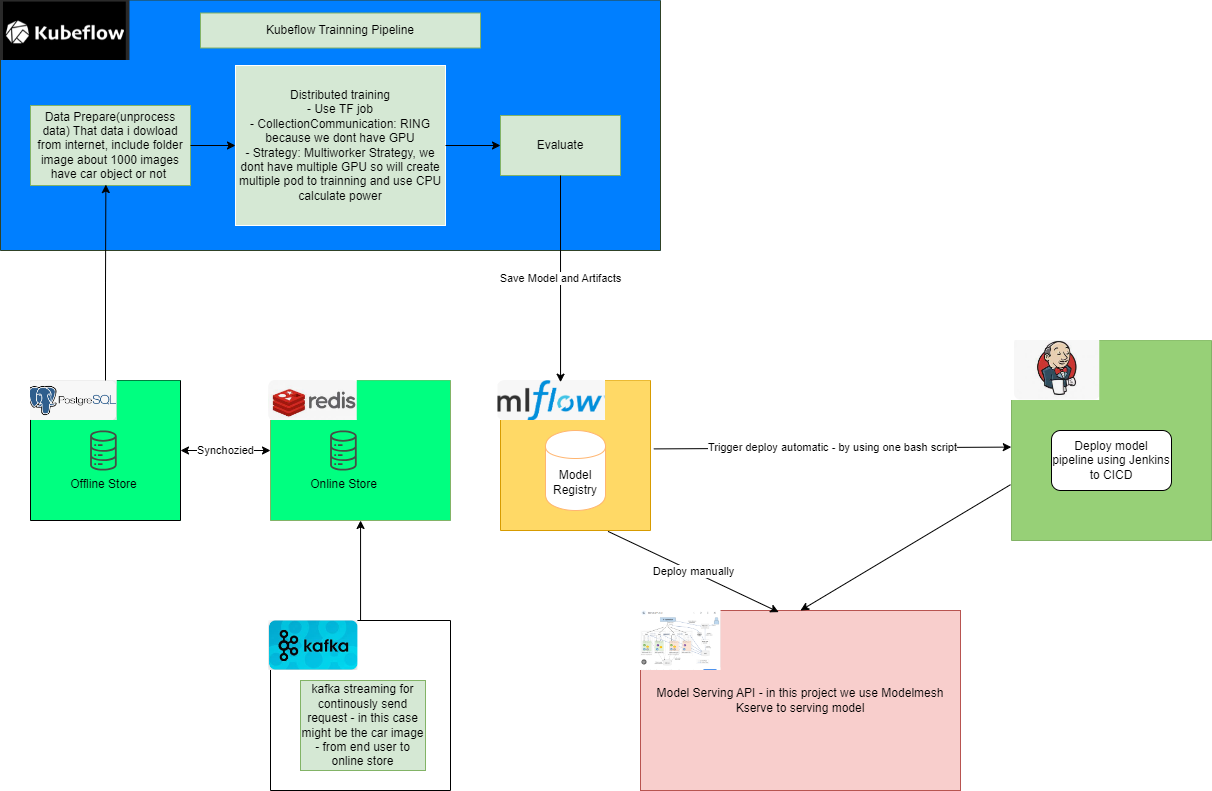 Kubeflow
Kubeflow Trainning Pipeline
Data Prepare(unprocess
data) That data i dowload
from internet, include folder
image about 1000 images
have car object or not
Distributed training
- Use TF job
- CollectionCommunication: RING
because we dont have GPU
- Strategy: Multiworker Strategy, we
dont have multiple GPU so will create
multiple pod to trainning and use CPU
calculate power
Evaluate
Save Model and Artifacts
PostgreSQL
Offline Store
Synchozied
redis
Online Store
mlflow
Model
Registry
Trigger deploy automatic - by using one bash script
Deploy model
pipeline using Jenkins
to CICD
Deploy manually
kafka
kafka streaming for
continously send
request - in this case
might be the car image
- from end user to
online store
Model Serving API - in this project we use Modelmesh
Kserve to serving model